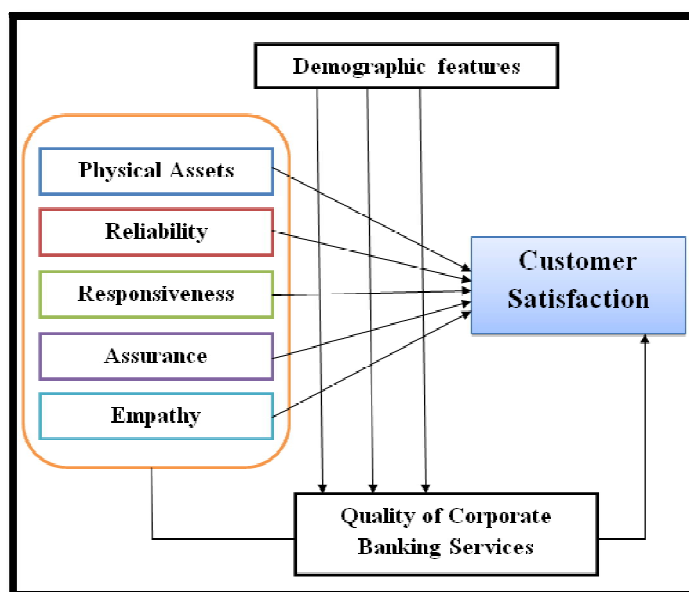 Demographic features
Physical Assets
Reliability
Responsiveness
Assurance
Empathy
Customer
Satisfaction
Quality of Corporate
Banking Services